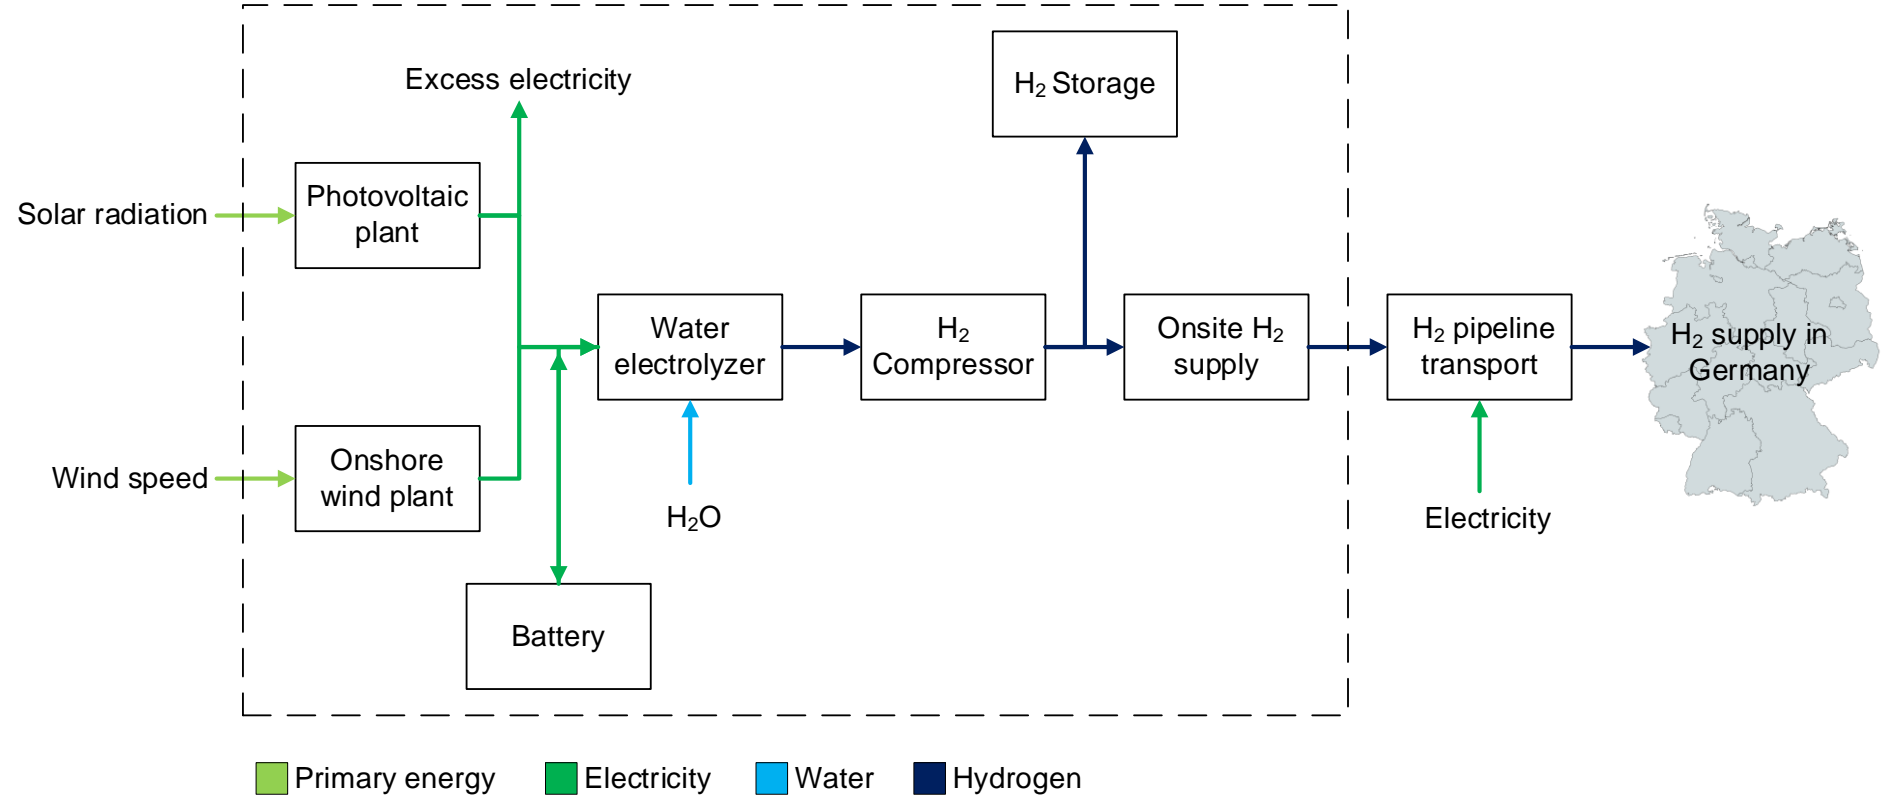 Excess electricity
H₂ Storage
Solar radiation
Photovoltaic
plant
Water
electrolyzer
H₂
Compressor
Onsite H₂
supply
H₂ pipeline
transport
H₂ supply in
Germany
Wind speed
Onshore
wind plant
H₂O
Electricity
Battery
Primary energy
Electricity
Water
Hydrogen